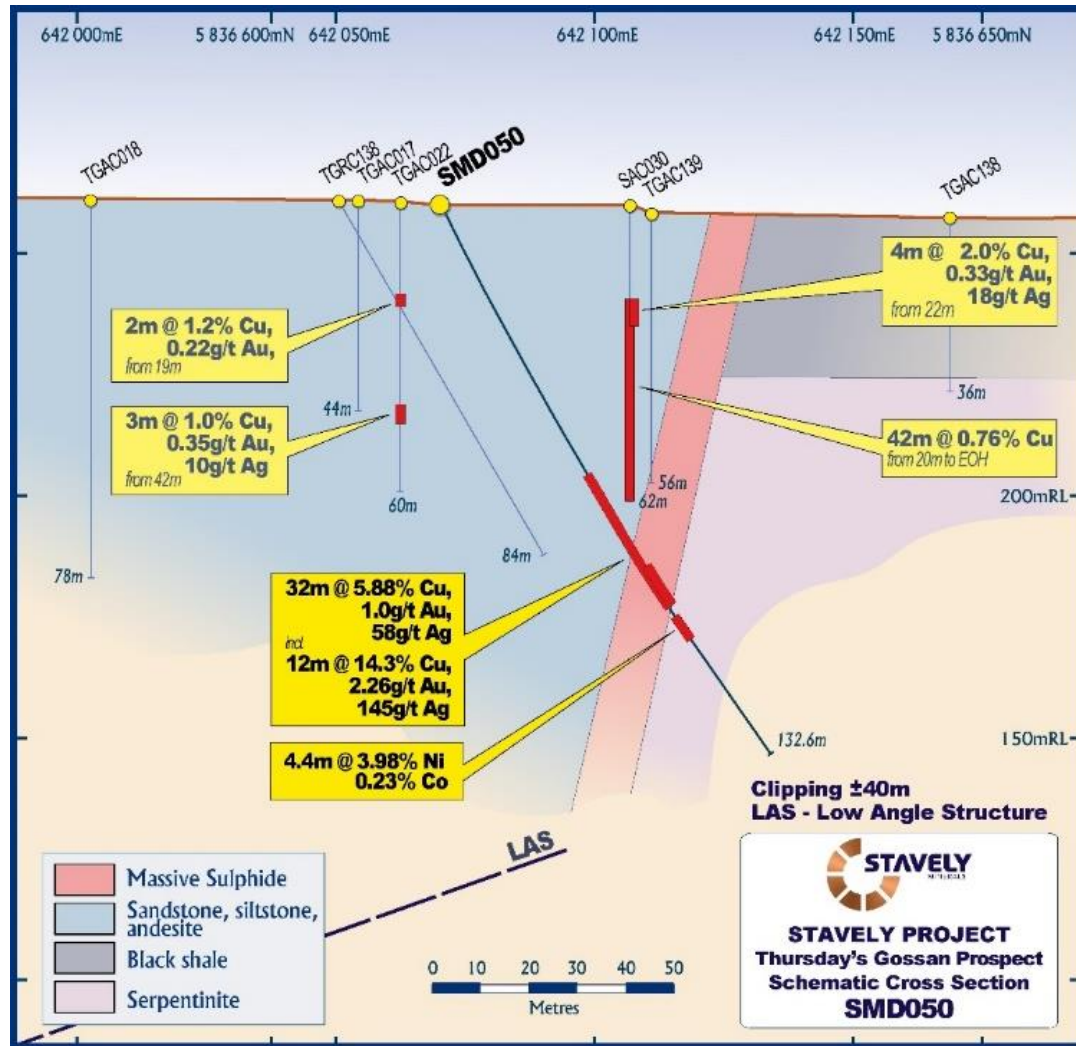 642 000mE
5 836 600mN
642 050mE
642 100mE
642 150mE
5 836 650mN
TGAC018
TGRC138
TGAC017
TGAC022
SMD050
SAC030
TGAC139
TGAC138
2m @ 1.2% Cu,
0.22g/t Au,
from 19m
3m @ 1.0% Cu,
0.35g/t Au,
10g/t Ag
from 42m
4m @ 2.0% Cu,
0.33g/t Au,
18g/t Ag
from 22m
42m @ 0.76% Cu
from 20m to EOH
44m
36m
56m
62m
60m
84m
78m
200mRL
32m @ 5.88% Cu,
1.0g/t Au,
58g/t Ag
incl
12m @ 14.3% Cu,
2.26g/t Au,
145g/t Ag
4.4m @ 3.98% Ni
0.23% Co
132.6m
150mRL
Clipping ±40m
LAS - Low Angle Structure
LAS
Massive Sulphide
Sandstone, siltstone,
andesite
Black shale
Serpentinite
0 10 20 30 40 50
Metres
STAVELY
MINERALS
STAVELY PROJECT
Thursday's Gossan Prospect
Schematic Cross Section
SMD050